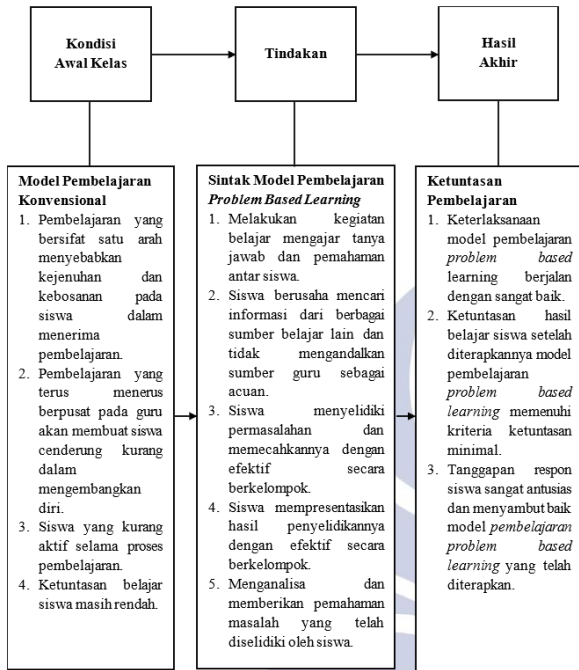 Kondisi
Awal Kelas
Tindakan
Hasil
Akhir
Model Pembelajaran
Konvensional
1. Pembelajaran yang
bersifat satu arah
menyebabkan
kejenuhan dan
kebosanan pada
siswa dalam
menerima
pembelajaran.
2. Pembelajaran yang
terus menerus
berpusat pada guru
akan membuat siswa
cenderung kurang
dalam
mengembangkan
diri.
3. Siswa yang kurang
aktif selama proses
pembelajaran.
4. Ketuntasan belajar
siswa masih rendah.
Sintak Model Pembelajaran
Problem Based Learning
1. Melakukan kegiatan
belajar mengajar tanya
jawab dan pemahaman
antar siswa.
2. Siswa berusaha mencari
informasi dari berbagai
sumber belajar lain dan
tidak mengandalkan
sumber guru sebagai
acuan.
3. Siswa menyelidiki
permasalahan dan
memecahkannya dengan
efektif secara
berkelompok.
4. Siswa mempresentasikan
hasil penyelidikannya
dengan efektif secara
berkelompok.
5. Menganalisa dan
memberikan pemahaman
masalah yang telah
diselidiki oleh siswa.
Ketuntasan
Pembelajaran
1. Keterlaksanaan
model pembelajaran
problem based
learning berjalan
dengan sangat baik.
2. Ketuntasan hasil
belajar siswa setelah
diterapkannya model
pembelajaran
problem based
learning memenuhi
kriteria ketuntasan
minimal.
3. Tanggapan respon
siswa sangat antusias
dan menyambut baik
model pembelajaran
problem based
learning yang telah
diterapkan.